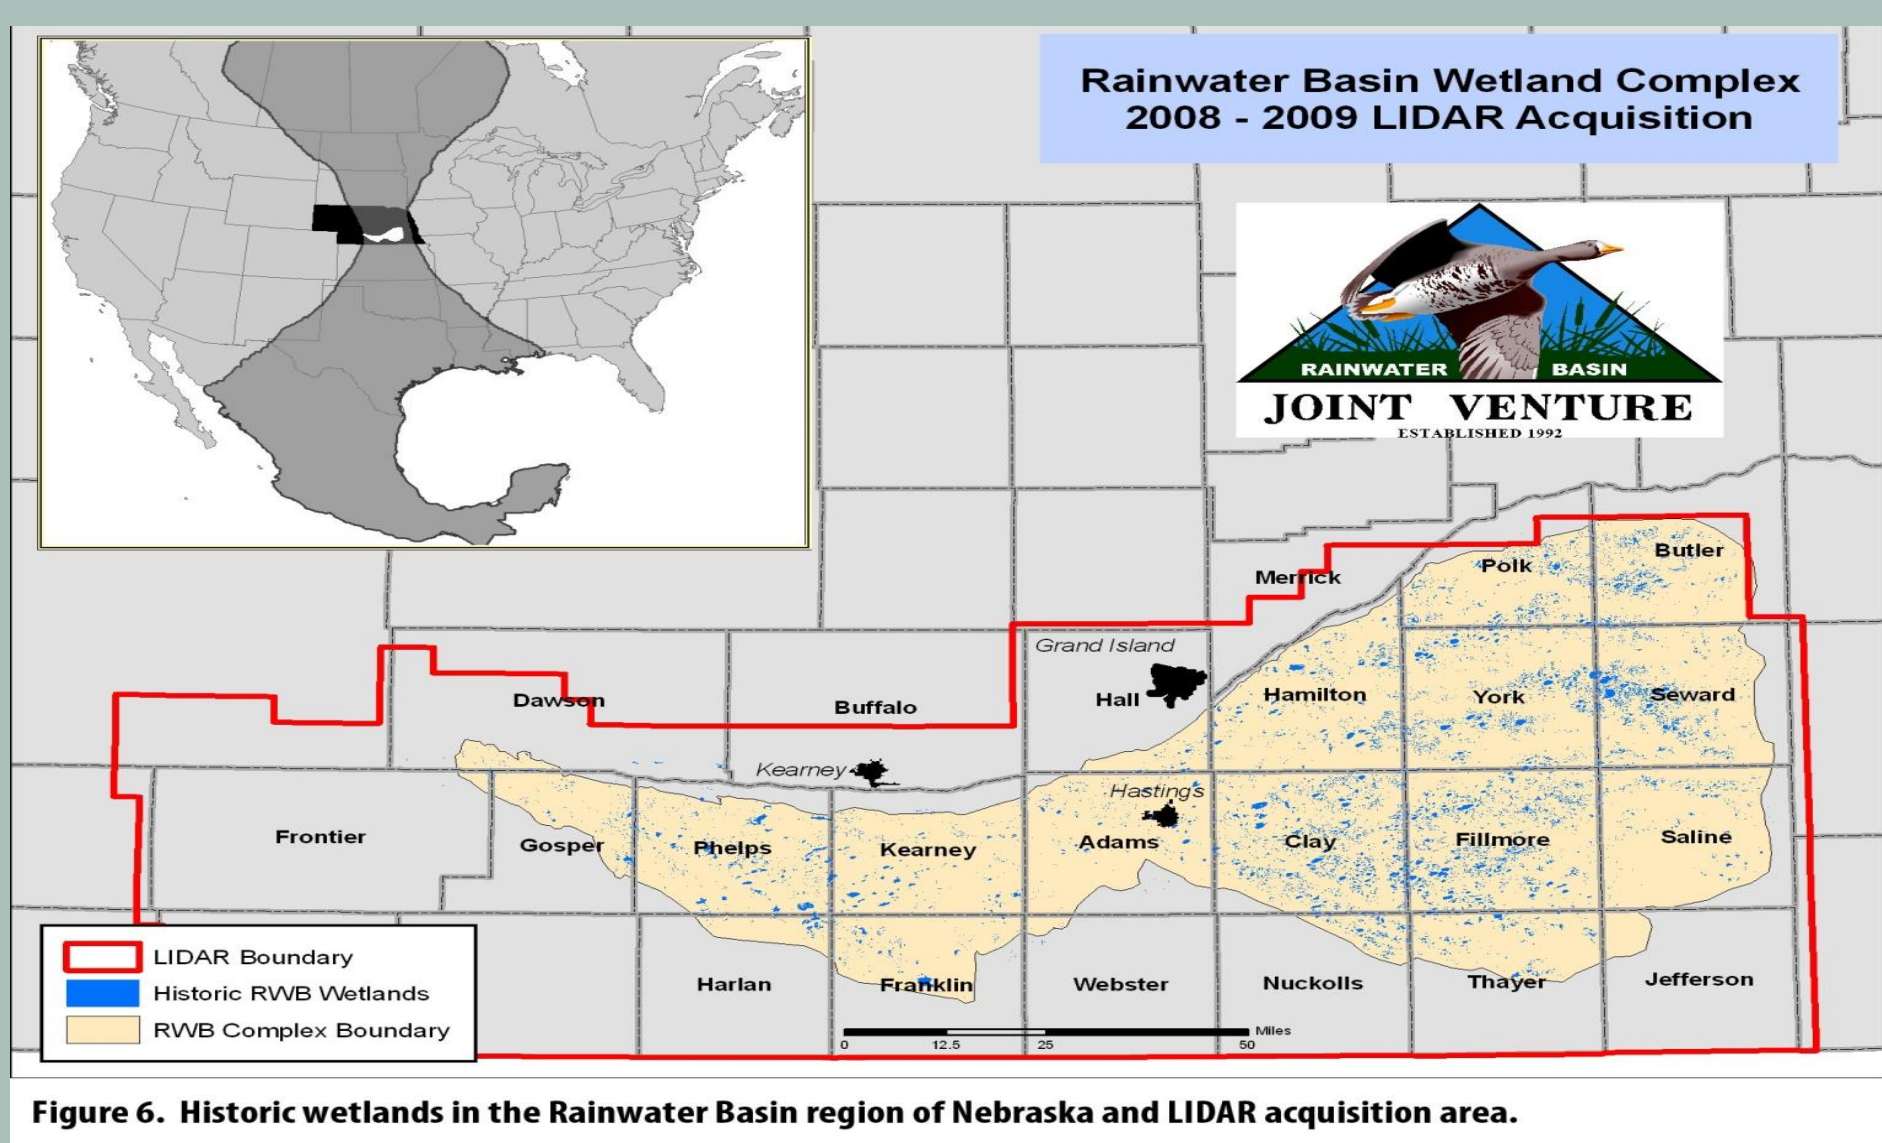 Rainwater Basin Wetland Complex
2008 - 2009 LIDAR Acquisition
RAINWATER BASIN
JOINT VENTURE
ESTABLISHED 1992
Butler
Polk
Merrick
Grand Island
Hall
Hamilton
York
Seward
Dawson
Buffalo
Kearney
Hastings
Frontier
Gosper
Phelps
Kearney
Adams
Clay
Fillmore
Saline
LIDAR Boundary
Historic RWB Wetlands
RWB Complex Boundary
Harlan
Franklin
Webster
Nuckolls
Thayer
Jefferson
Miles
0 12.5 25 50
Figure 6. Historic wetlands in the Rainwater Basin region of Nebraska and LIDAR acquisition area.